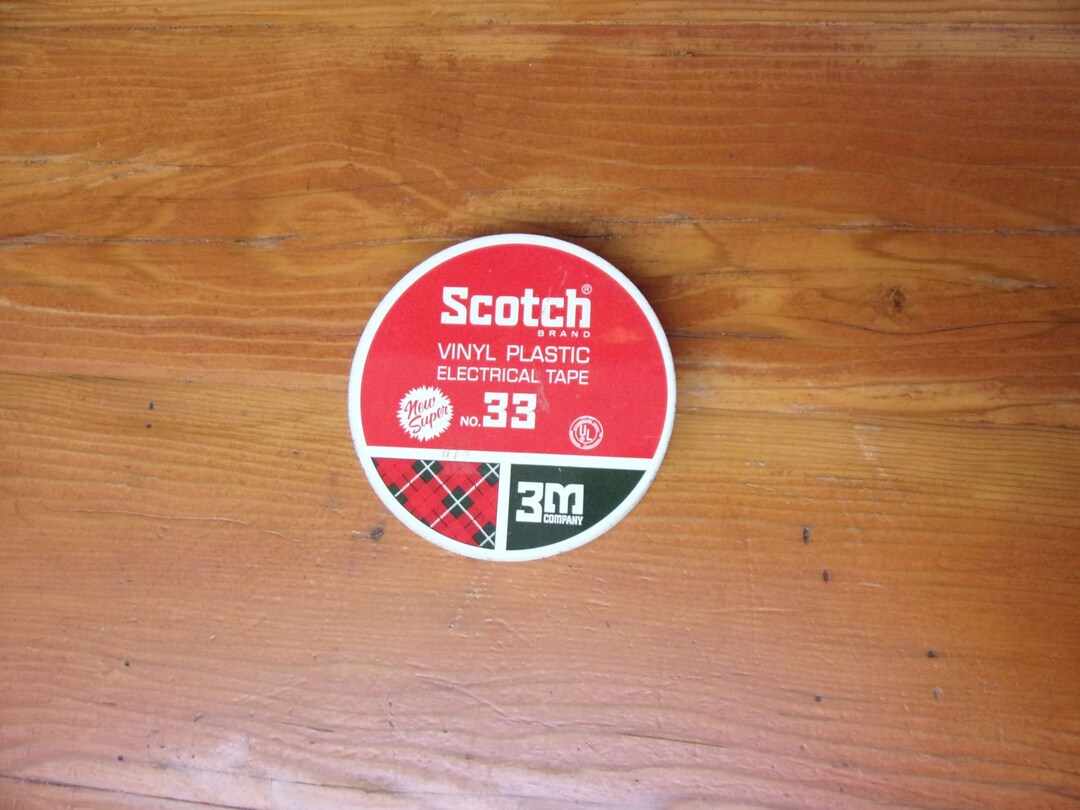 Scotch®
BRAND
VINYL PLASTIC
ELECTRICAL TAPE
New
Super
NO. 33
UL
3M
COMPANY